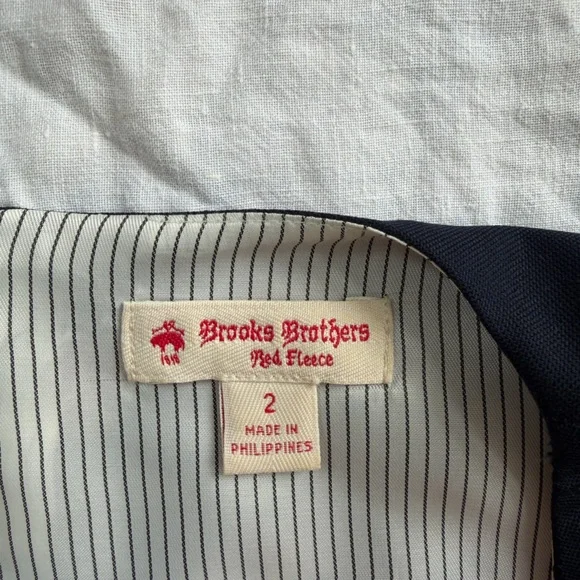 Brooks Brothers
Red Fleece
2
MADE IN
PHILIPPINES